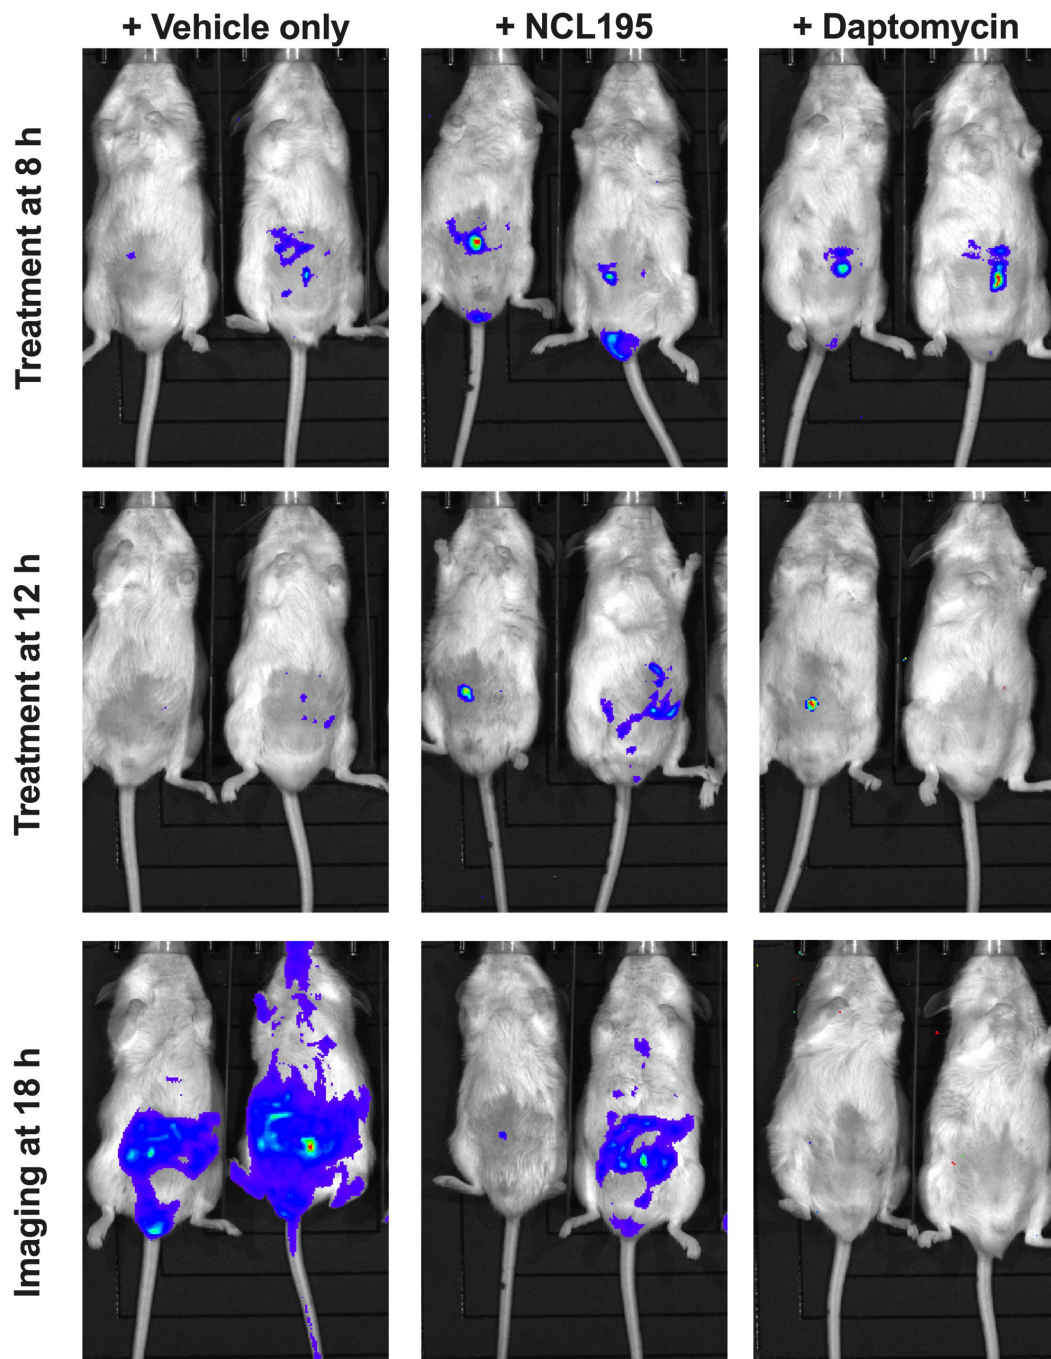 + Vehicle only
+ NCL195
+ Daptomycin
Treatment at 8 h
Treatment at 12 h
Imaging at 18 h